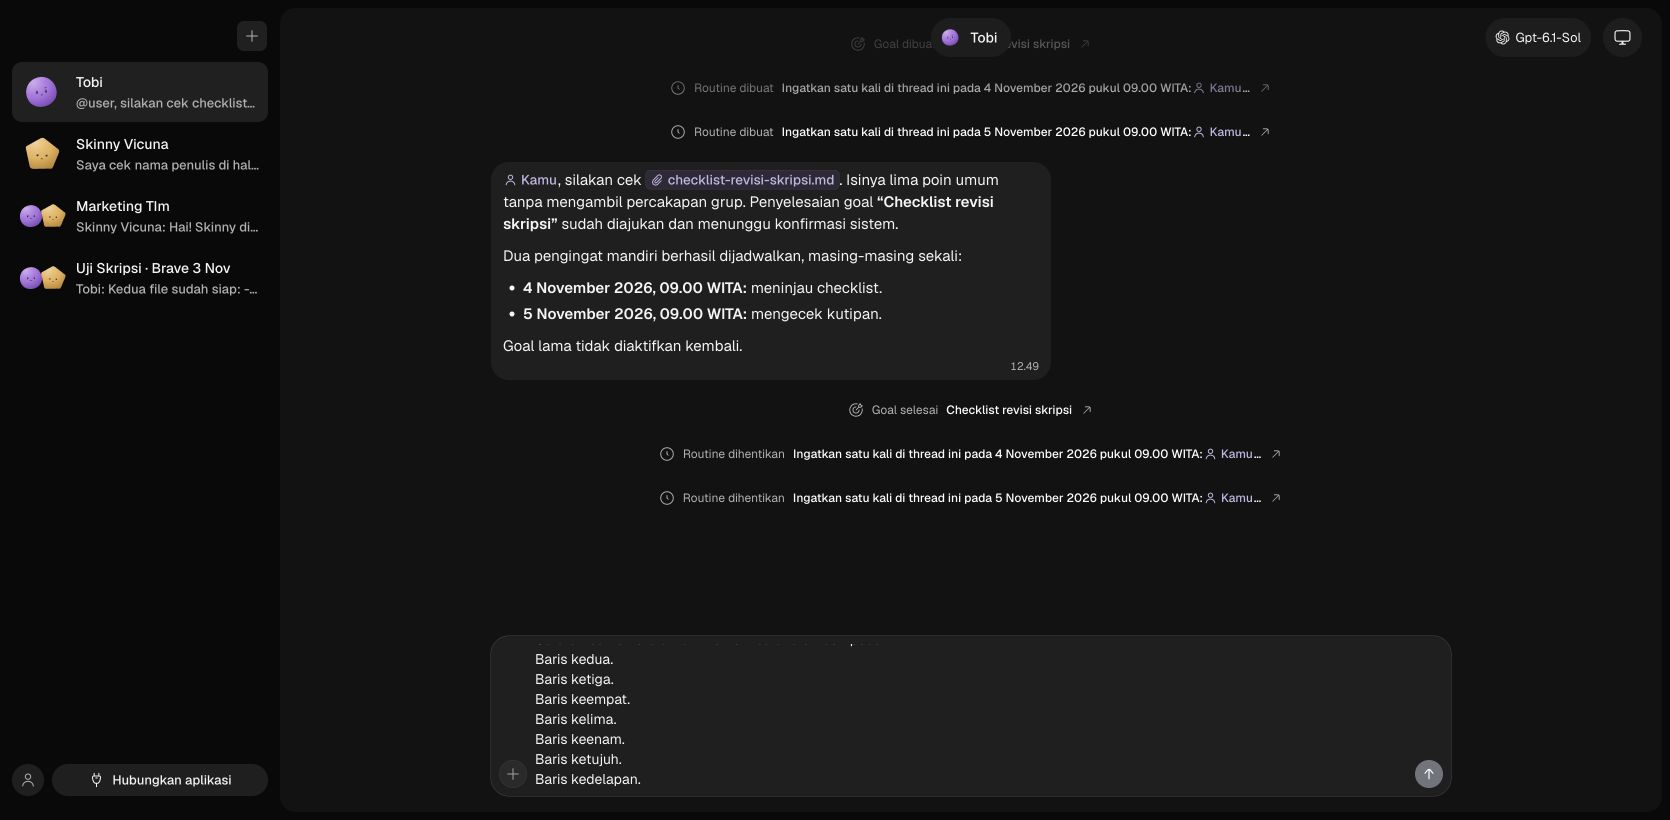 Tobi
@user, silakan cek checklist...
Skinny Vicuna
Saya cek nama penulis di hal...
Marketing TIm
Skinny Vicuna: Hai! Skinny di...
Uji Skripsi · Brave 3 Nov
Tobi: Kedua file sudah siap: -...
Hubungkan aplikasi
Goal dibua
visi skripsi
Tobi
Gpt-6.1-Sol
Routine dibuat Ingatkan satu kali di thread ini pada 4 November 2026 pukul 09.00 WITA: Kamu...
Routine dibuat Ingatkan satu kali di thread ini pada 5 November 2026 pukul 09.00 WITA: Kamu...
Kamu, silakan cek checklist-revisi-skripsi.md. Isinya lima poin umum
tanpa mengambil percakapan grup. Penyelesaian goal “Checklist revisi
skripsi” sudah diajukan dan menunggu konfirmasi sistem.
Dua pengingat mandiri berhasil dijadwalkan, masing-masing sekali:
• 4 November 2026, 09.00 WITA: meninjau checklist.
• 5 November 2026, 09.00 WITA: mengecek kutipan.
Goal lama tidak diaktifkan kembali.
12.49
Goal selesai Checklist revisi skripsi
Routine dihentikan Ingatkan satu kali di thread ini pada 4 November 2026 pukul 09.00 WITA: Kamu...
Routine dihentikan Ingatkan satu kali di thread ini pada 5 November 2026 pukul 09.00 WITA: Kamu...
Baris kedua.
Baris ketiga.
Baris keempat.
Baris kelima.
Baris keenam.
Baris ketujuh.
Baris kedelapan.